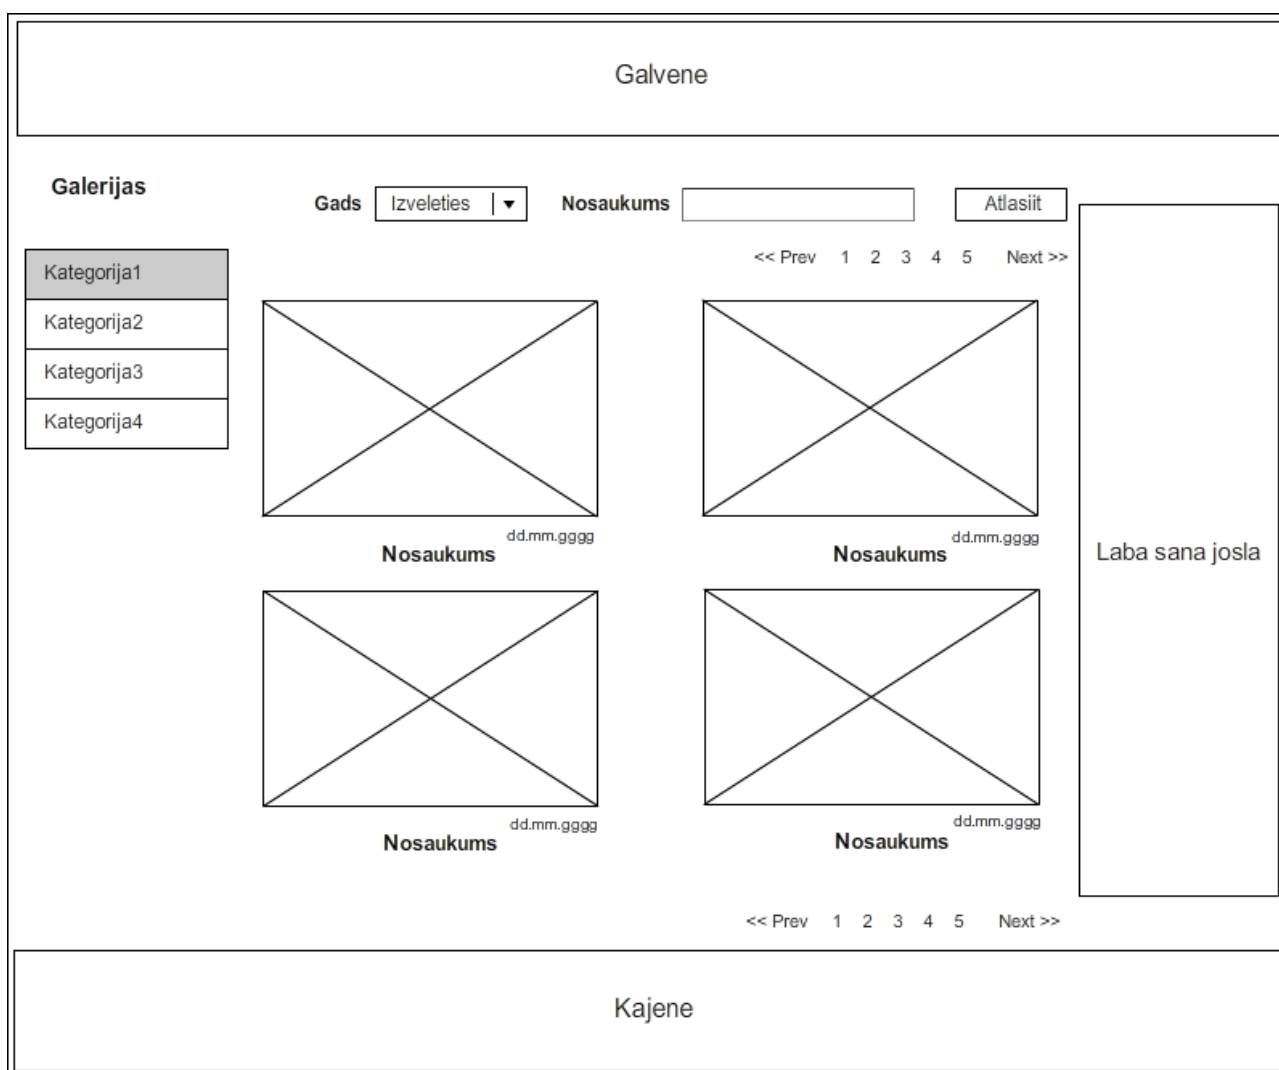 Galvene
Galerijas
Gads Izveleties Nosaukums Atlasiit
<< Prev 1 2 3 4 5 Next >>
Kategorija1
Kategorija2
Kategorija3
Kategorija4
dd.mm.gggg
Nosaukums
dd.mm.gggg
Nosaukums
Laba sana josla
dd.mm.gggg
Nosaukums
dd.mm.gggg
Nosaukums
<< Prev 1 2 3 4 5 Next >>
Kajene